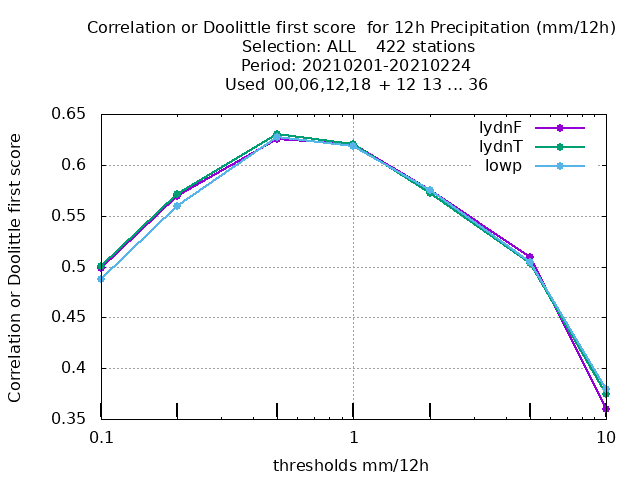 Correlation or Doolittle first score  for 12h Precipitation (mm/12h)
Selection: ALL    422 stations
Period: 20210201-20210224
Used  00,06,12,18  + 12 13 ... 36
Correlation or Doolittle first score
0.65
0.6
0.55
0.5
0.45
0.4
0.35
lydnF
lydnT
lowp
0.1
1
10
thresholds mm/12h